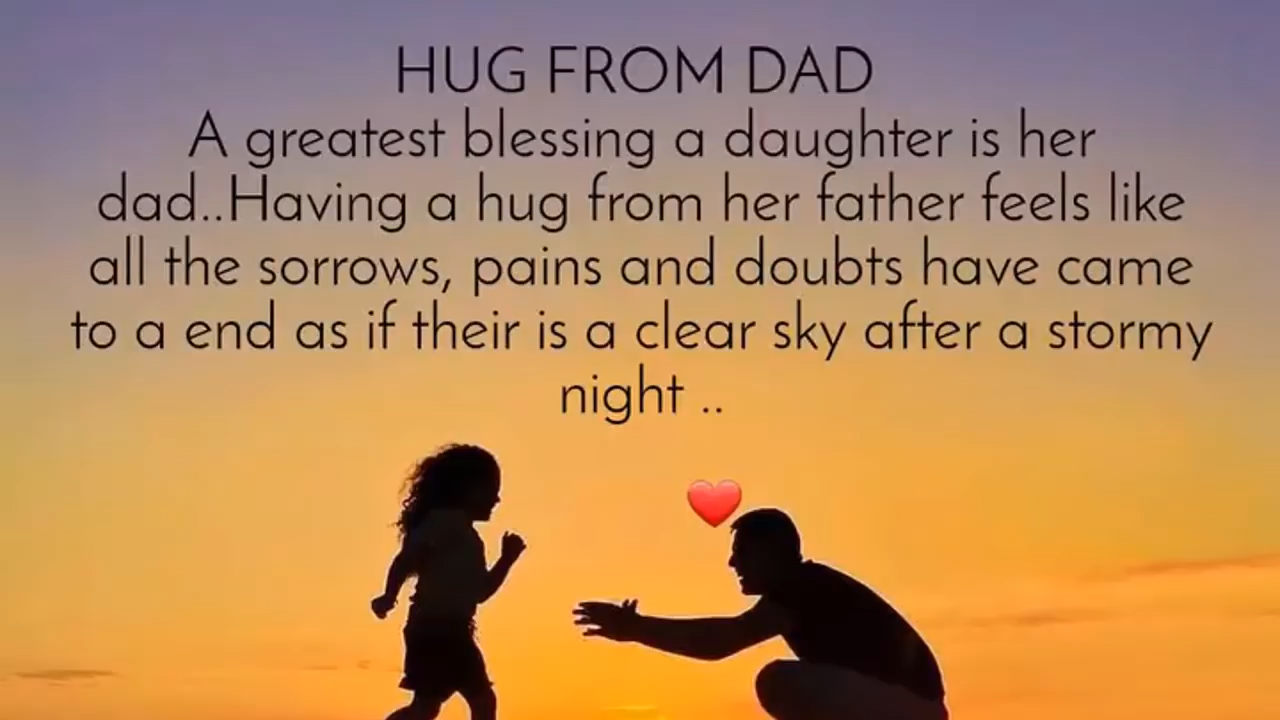 HUG FROM DAD
A greatest blessing a daughter is her
dad..Having a hug from her father feels like
all the sorrows, pains and doubts have came
to a end as if their is a clear sky after a stormy
night ..